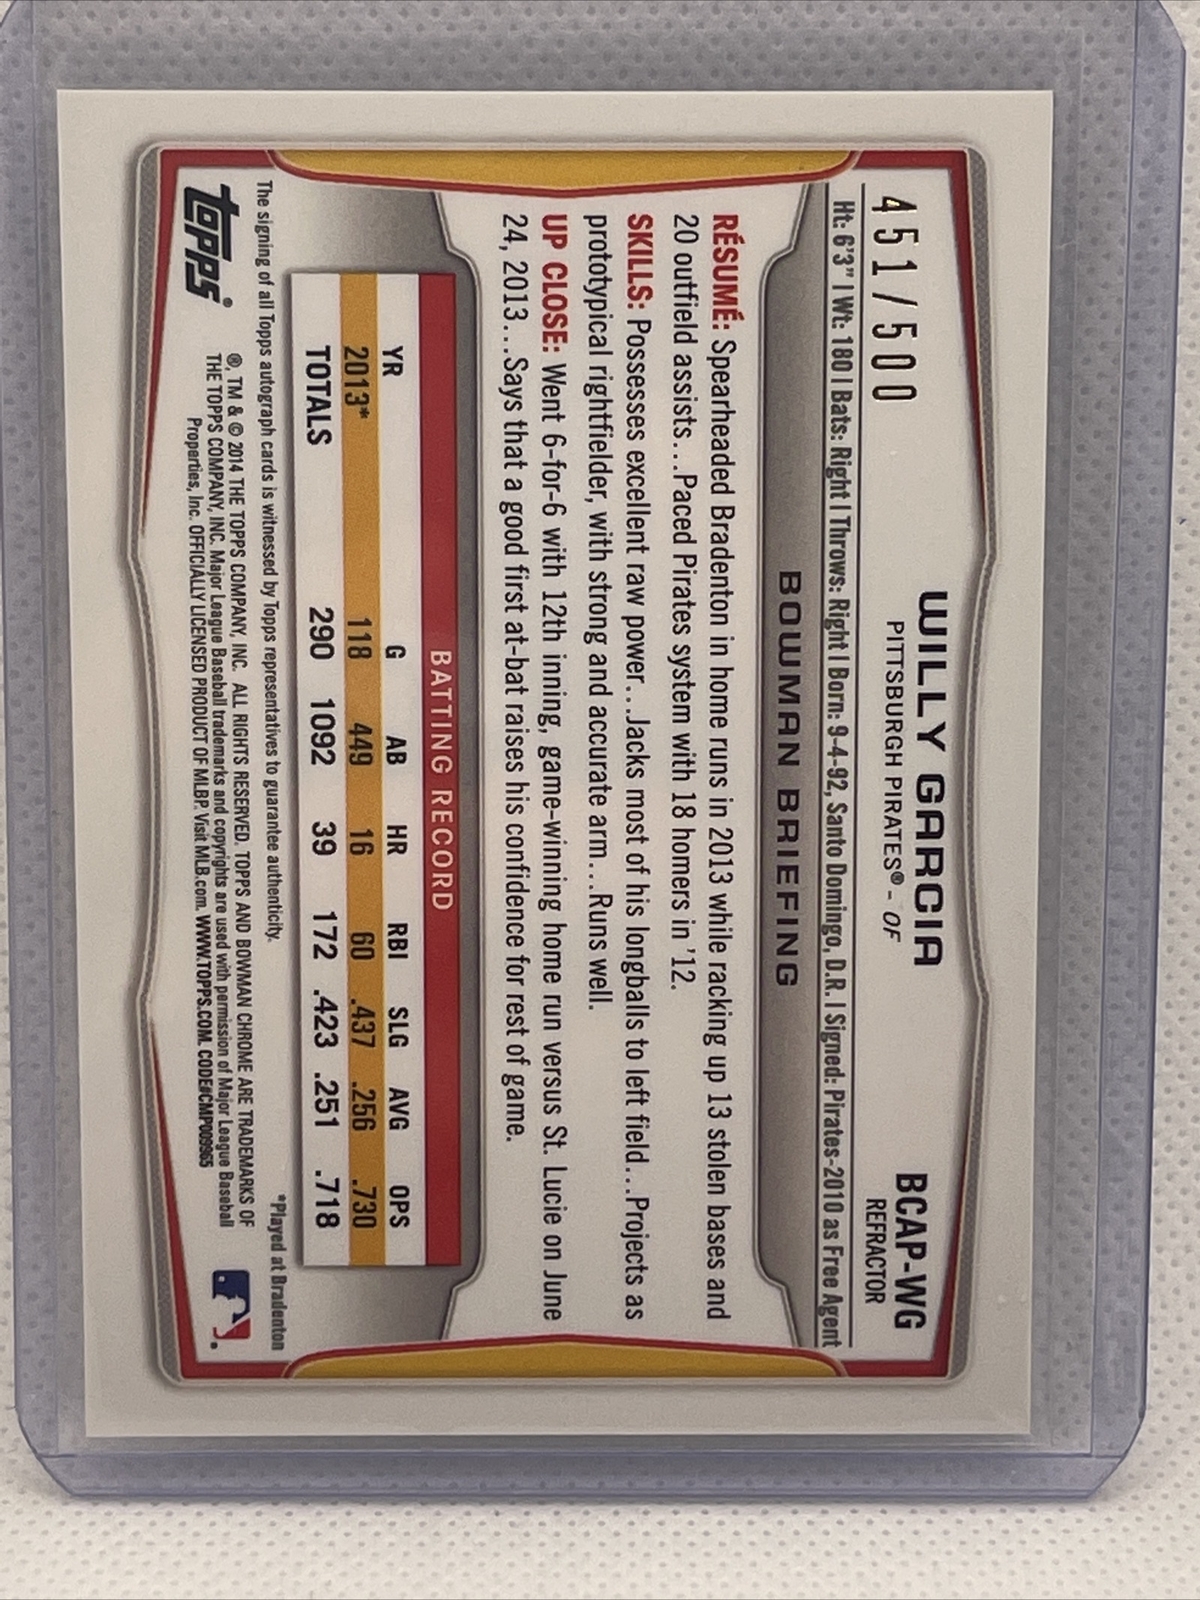 451/500
WILLY GARCIA
PITTSBURGH PIRATES® - OF
BCAP-WG
REFRACTOR
Ht: 6'3" | Wt: 180 | Bats: Right | Throws: Right | Born: 9-4-92, Santo Domingo, D.R. | Signed: Pirates-2010 as Free Agent
BOWMAN BRIEFING
RÉSUMÉ: Spearheaded Bradenton in home runs in 2013 while racking up 13 stolen bases and
20 outfield assists...Paced Pirates system with 18 homers in '12.
SKILLS: Possesses excellent raw power...Jacks most of his longballs to left field...Projects as
prototypical rightfielder, with strong and accurate arm...Runs well.
UP CLOSE: Went 6-for-6 with 12th inning, game-winning home run versus St. Lucie on June
24, 2013...Says that a good first at-bat raises his confidence for rest of game.
BATTING RECORD
YR G AB HR RBI SLG AVG OPS
2013* 118 449 16 60 .437 .256 .730
TOTALS 290 1092 39 172 .423 .251 .718
*Played at Bradenton
The signing of all Topps autograph cards is witnessed by Topps representatives to guarantee authenticity.
topps®
®, TM & © 2014 THE TOPPS COMPANY, INC. ALL RIGHTS RESERVED. TOPPS AND BOWMAN CHROME ARE TRADEMARKS OF
THE TOPPS COMPANY, INC. Major League Baseball trademarks and copyrights are used with permission of Major League Baseball
Properties, Inc. OFFICIALLY LICENSED PRODUCT OF MLBP. Visit MLB.com. WWW.TOPPS.COM. CODE#CMP009965